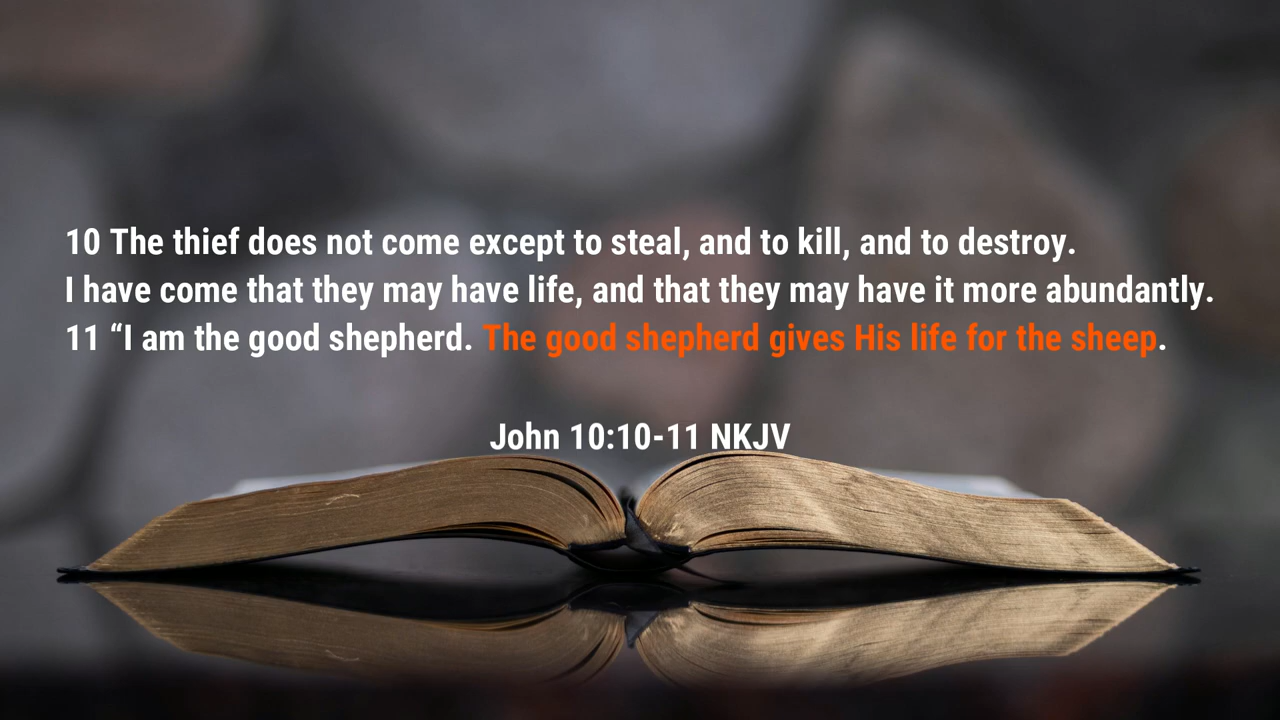 10 The thief does not come except to steal, and to kill, and to destroy.
I have come that they may have life, and that they may have it more abundantly.
11 “I am the good shepherd. The good shepherd gives His life for the sheep.
John 10:10-11 NKJV